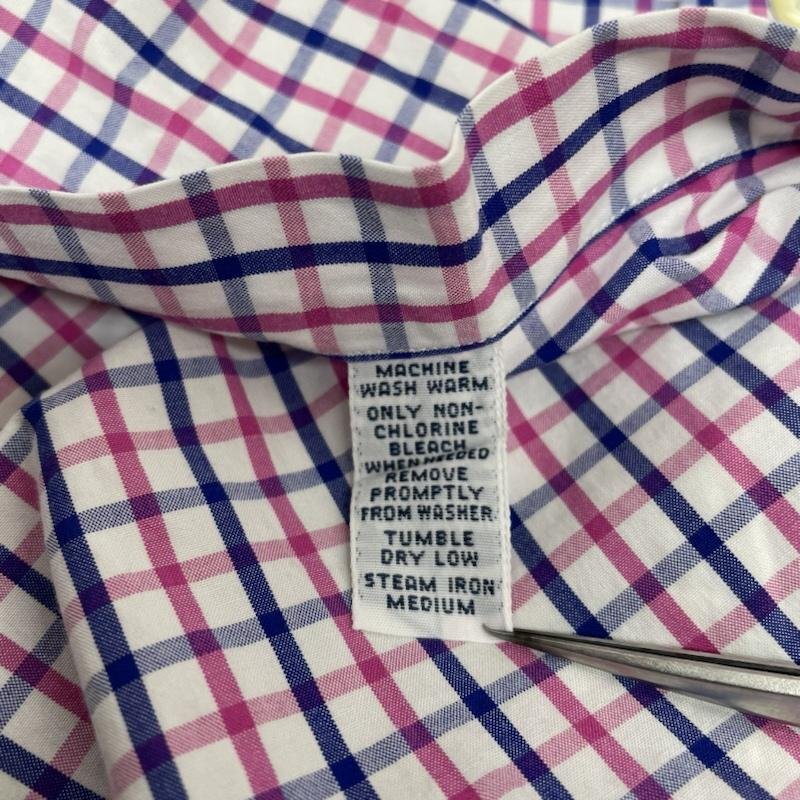 MACHINE
WASH WARM
ONLY NON-
CHLORINE
BLEACH
WHEN NEEDED
REMOVE
PROMPTLY
FROM WASHER
TUMBLE
DRY LOW
STEAM IRON
MEDIUM